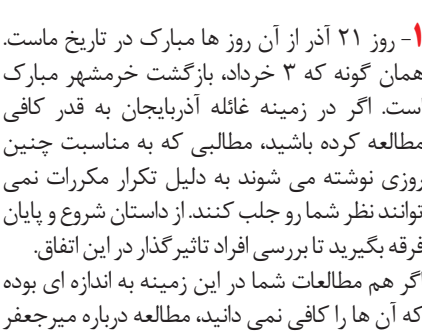 ۱- روز ۲۱ آذر از آن روز ها مبارک در تاریخ ماست.
همان گونه که ۳ خرداد، بازگشت خرمشهر مبارک
است. اگر در زمینه غائله آذربایجان به قدر کافی
مطالعه کرده باشید، مطالبی که به مناسبت چنین
روزی نوشته می شوند به دلیل تکرار مکررات نمی
توانند نظر شما رو جلب کنند. از داستان شروع و پایان
فرقه بگیرید تا بررسی افراد تاثیر گذار در این اتفاق.
اگر هم مطالعات شما در این زمینه به اندازه ای بوده
که آن ها را کافی نمی دانید، مطالعه درباره میرجعفر